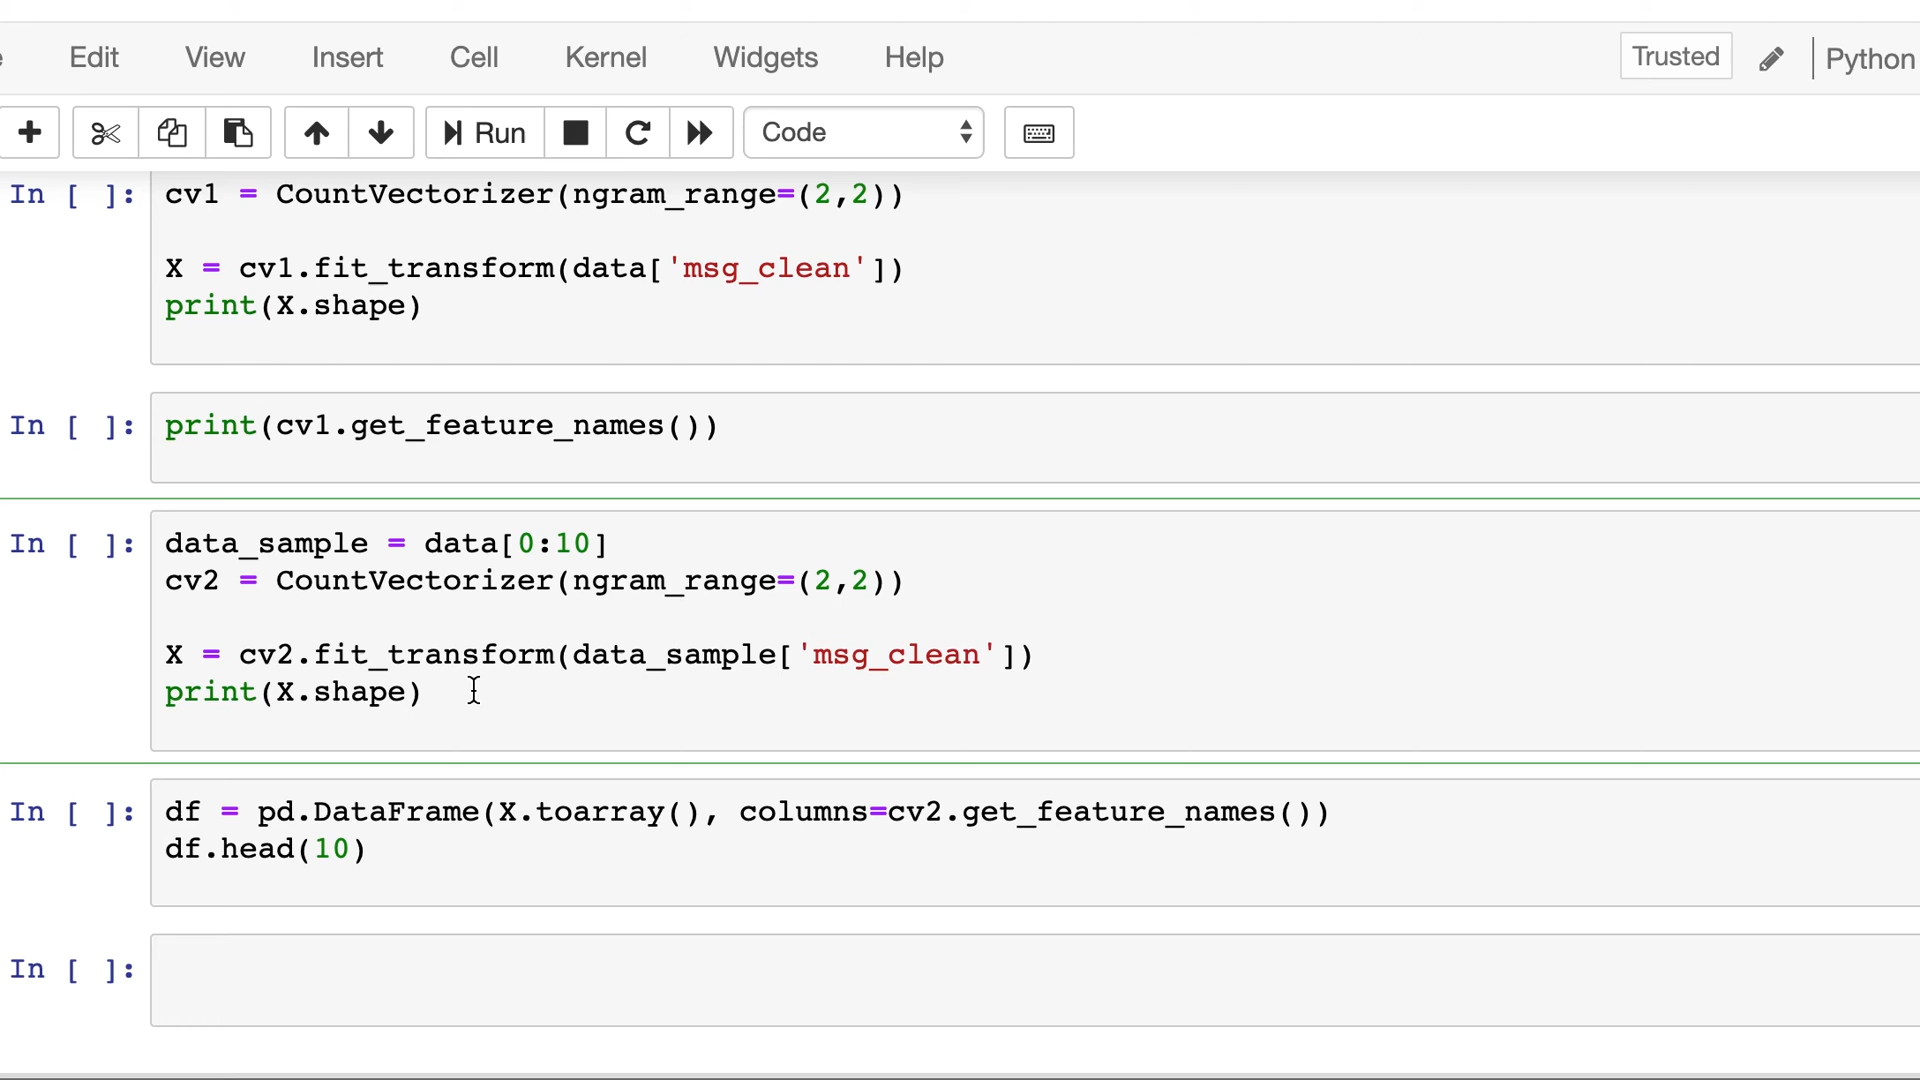 Edit View Insert Cell Kernel Widgets Help Trusted Python
Run Code
In [ ]: cv1 = CountVectorizer(ngram_range=(2,2))
X = cv1.fit_transform(data['msg_clean'])
print(X.shape)
In [ ]: print(cv1.get_feature_names())
In [ ]: data_sample = data[0:10]
cv2 = CountVectorizer(ngram_range=(2,2))
X = cv2.fit_transform(data_sample['msg_clean'])
print(X.shape)
In [ ]: df = pd.DataFrame(X.toarray(), columns=cv2.get_feature_names())
df.head(10)
In [ ]: